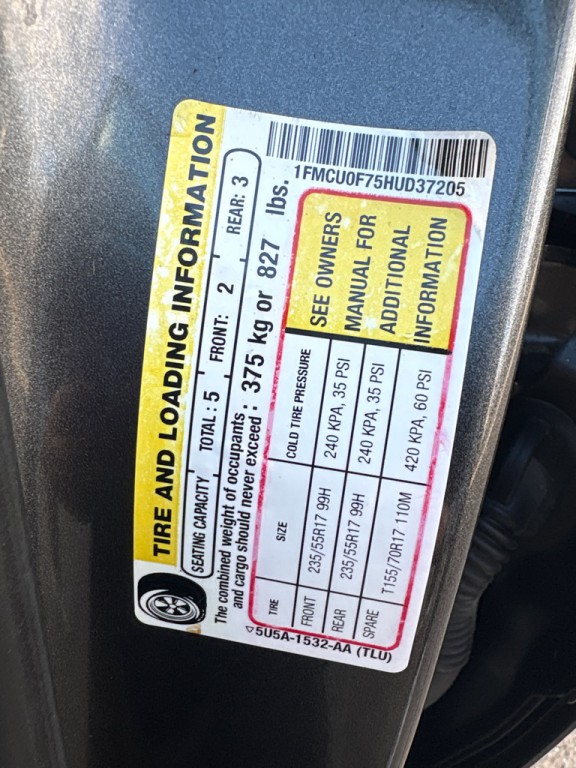 TIRE AND LOADING INFORMATION
SEATING CAPACITY TOTAL : 5 FRONT: 2 REAR: 3
The combined weight of occupants
and cargo should never exceed : 375 kg or 827 lbs.
TIRE SIZE COLD TIRE PRESSURE
FRONT 235/55R17 99H 240 KPA, 35 PSI
REAR 235/55R17 99H 240 KPA, 35 PSI
SPARE T155/70R17 110M 420 KPA, 60 PSI
SEE OWNERS
MANUAL FOR
ADDITIONAL
INFORMATION
5U5A-1532-AA (TLU)
1FMCU0F75HUD37205